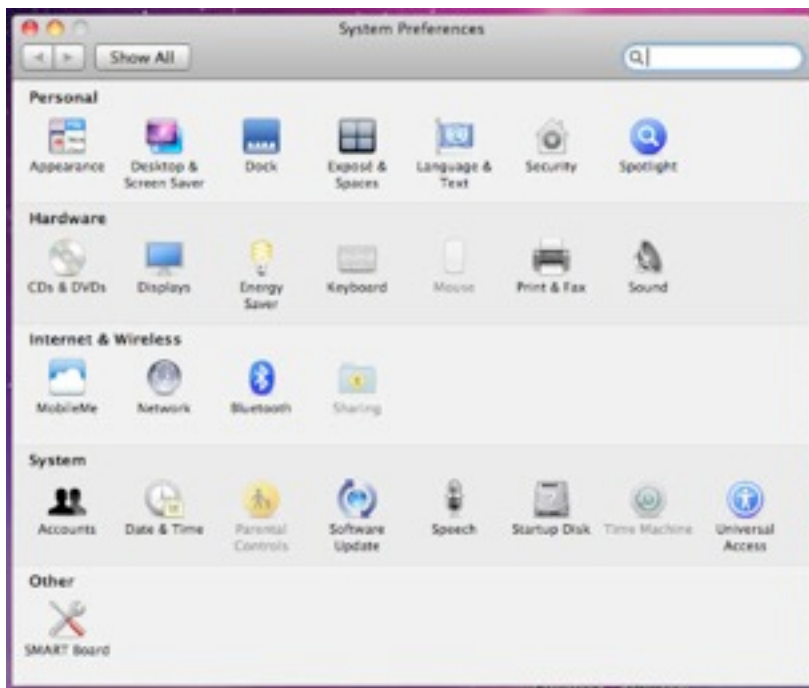 System Preferences
Show All
Personal
Appearance
Desktop &
Screen Saver
Dock
Exposé &
Spaces
Language &
Text
Security
Spotlight
Hardware
CDs & DVDs
Displays
Energy
Saver
Keyboard
Mouse
Print & Fax
Sound
Internet & Wireless
MobileMe
Network
Bluetooth
Sharing
System
Accounts
Date & Time
Parental
Controls
Software
Update
Speech
Startup Disk
Time Machine
Universal
Access
Other
SMART Board